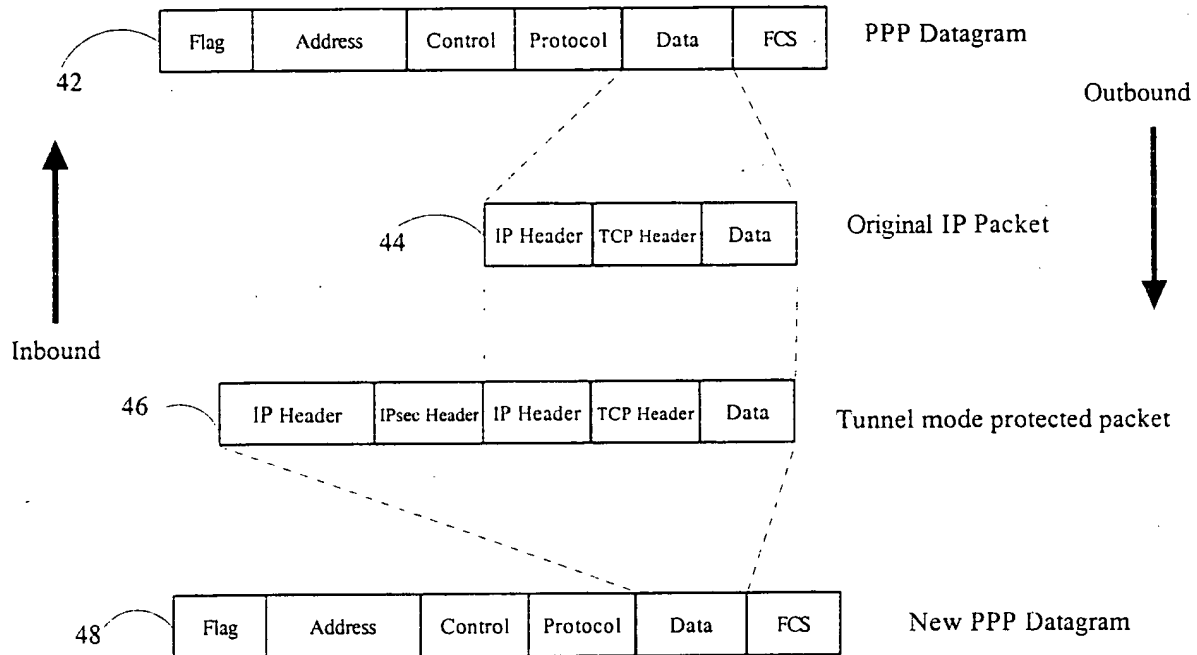 Flag Address Control Protocol Data FCS PPP Datagram
42
Outbound
44 IP Header TCP Header Data Original IP Packet
Inbound
46 IP Header IPsec Header IP Header TCP Header Data Tunnel mode protected packet
48 Flag Address Control Protocol Data FCS New PPP Datagram